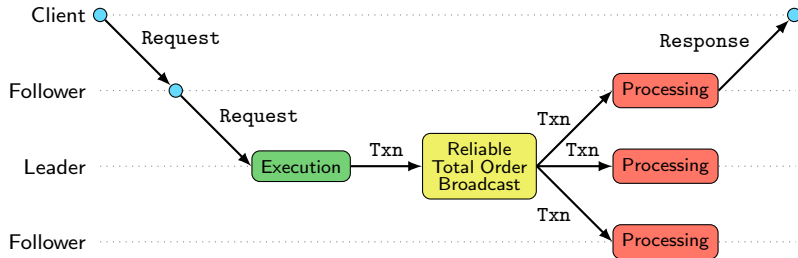 Client
Request
Response
Follower
Request
Txn
Processing
Leader
Execution
Txn
Reliable
Total Order
Broadcast
Txn
Processing
Txn
Follower
Processing